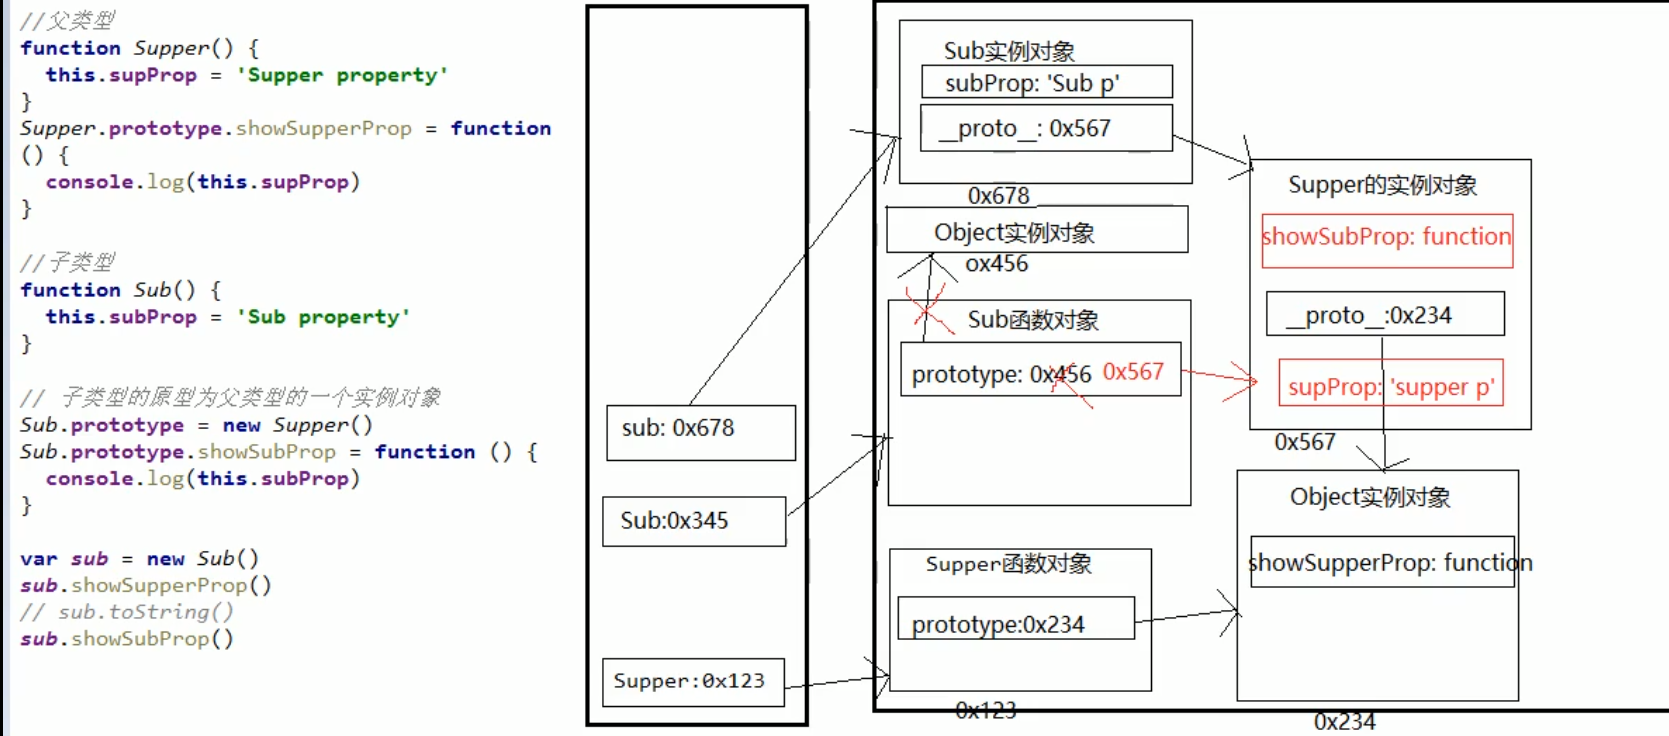 //父类型
function Supper() {
this.supProp = 'Supper property'
}
Supper.prototype.showSupperProp = function
() {
console.log(this.supProp)
}
//子类型
function Sub() {
this.subProp = 'Sub property'
}
// 子类型的原型为父类型的一个实例对象
Sub.prototype = new Supper()
Sub.prototype.showSubProp = function () {
console.log(this.subProp)
}
var sub = new Sub()
sub.showSupperProp()
// sub.toString()
sub.showSubProp()
sub: 0x678
Sub:0x345
Supper:0x123
Sub实例对象
subProp: 'Sub p'
__proto__: 0x567
0x678
Object实例对象
ox456
Sub函数对象
prototype: 0x456 0x567
Supper函数对象
prototype:0x234
0x123
Supper的实例对象
showSubProp: function
__proto__:0x234
supProp: 'supper p'
0x567
Object实例对象
showSupperProp: function
0x234